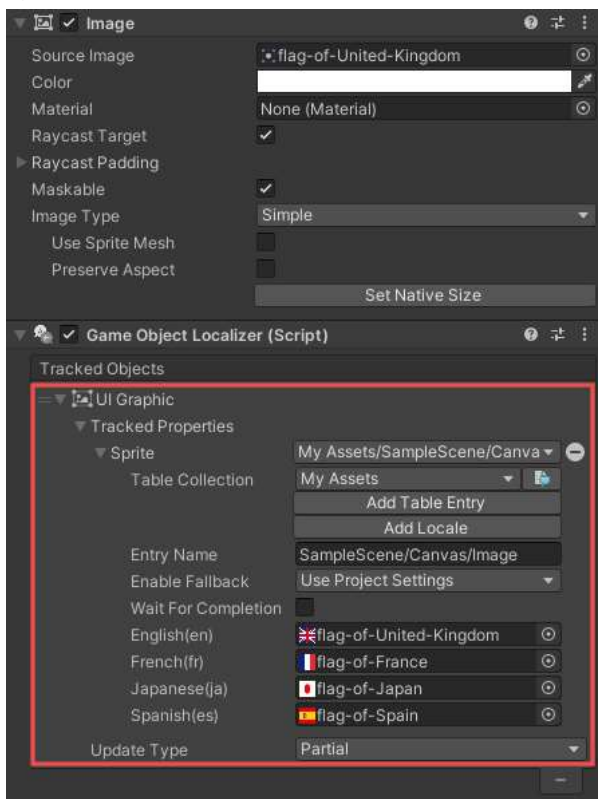 Image
Source Image flag-of-United-Kingdom
Color
Material None (Material)
Raycast Target
Raycast Padding
Maskable
Image Type Simple
Use Sprite Mesh
Preserve Aspect
Set Native Size
Game Object Localizer (Script)
Tracked Objects
UI Graphic
Tracked Properties
Sprite My Assets/SampleScene/Canva
Table Collection My Assets
Add Table Entry
Add Locale
Entry Name SampleScene/Canvas/Image
Enable Fallback Use Project Settings
Wait For Completion
English(en) flag-of-United-Kingdom
French(fr) flag-of-France
Japanese(ja) flag-of-Japan
Spanish(es) flag-of-Spain
Update Type Partial